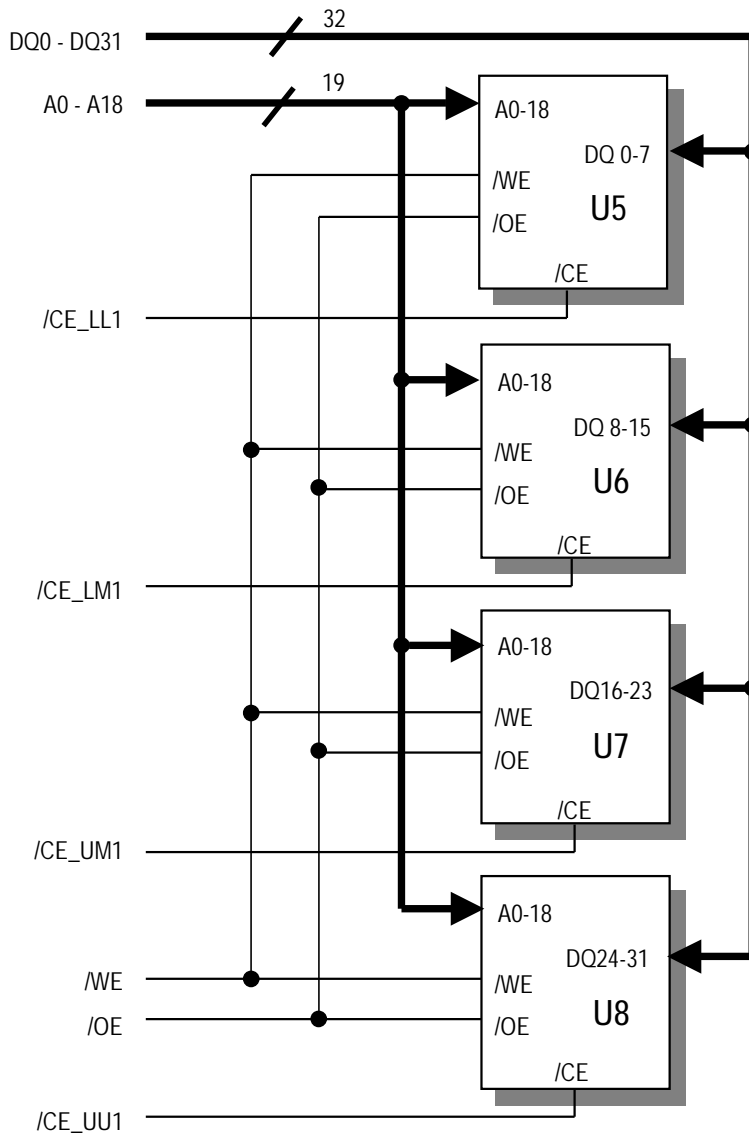 32
DQ0 - DQ31
19
A0 - A18
A0-18
DQ 0-7
/WE
U5
/OE
/CE
/CE_LL1
A0-18
DQ 8-15
/WE
U6
/OE
/CE
/CE_LM1
A0-18
DQ16-23
/WE
U7
/OE
/CE
/CE_UM1
A0-18
DQ24-31
/WE
/WE
U8
/OE
/OE
/CE
/CE_UU1